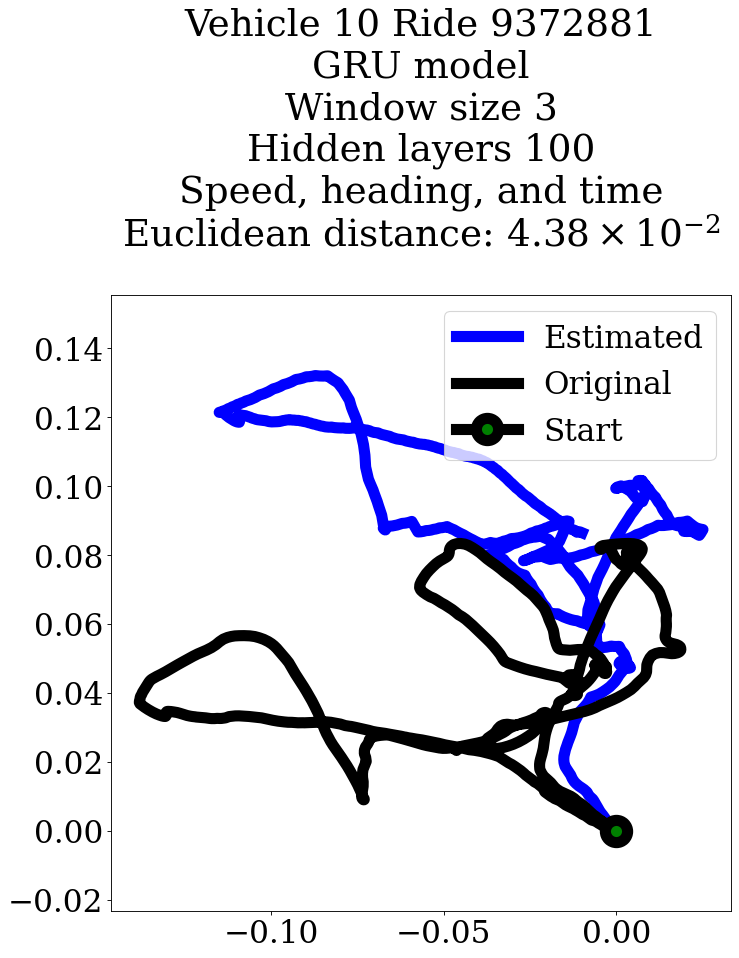 Vehicle 10 Ride 9372881
GRU model
Window size 3
Hidden layers 100
Speed, heading, and time
Euclidean distance: 4.38 × 10⁻²
Estimated
Original
Start
0.14
0.12
0.10
0.08
0.06
0.04
0.02
0.00
−0.02
−0.10
−0.05
0.00